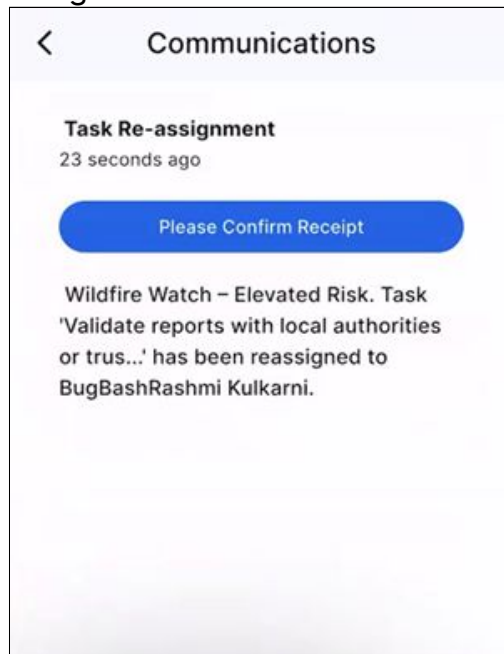 Communications
Task Re-assignment
23 seconds ago
Please Confirm Receipt
Wildfire Watch – Elevated Risk. Task
'Validate reports with local authorities
or trus...' has been reassigned to
BugBashRashmi Kulkarni.